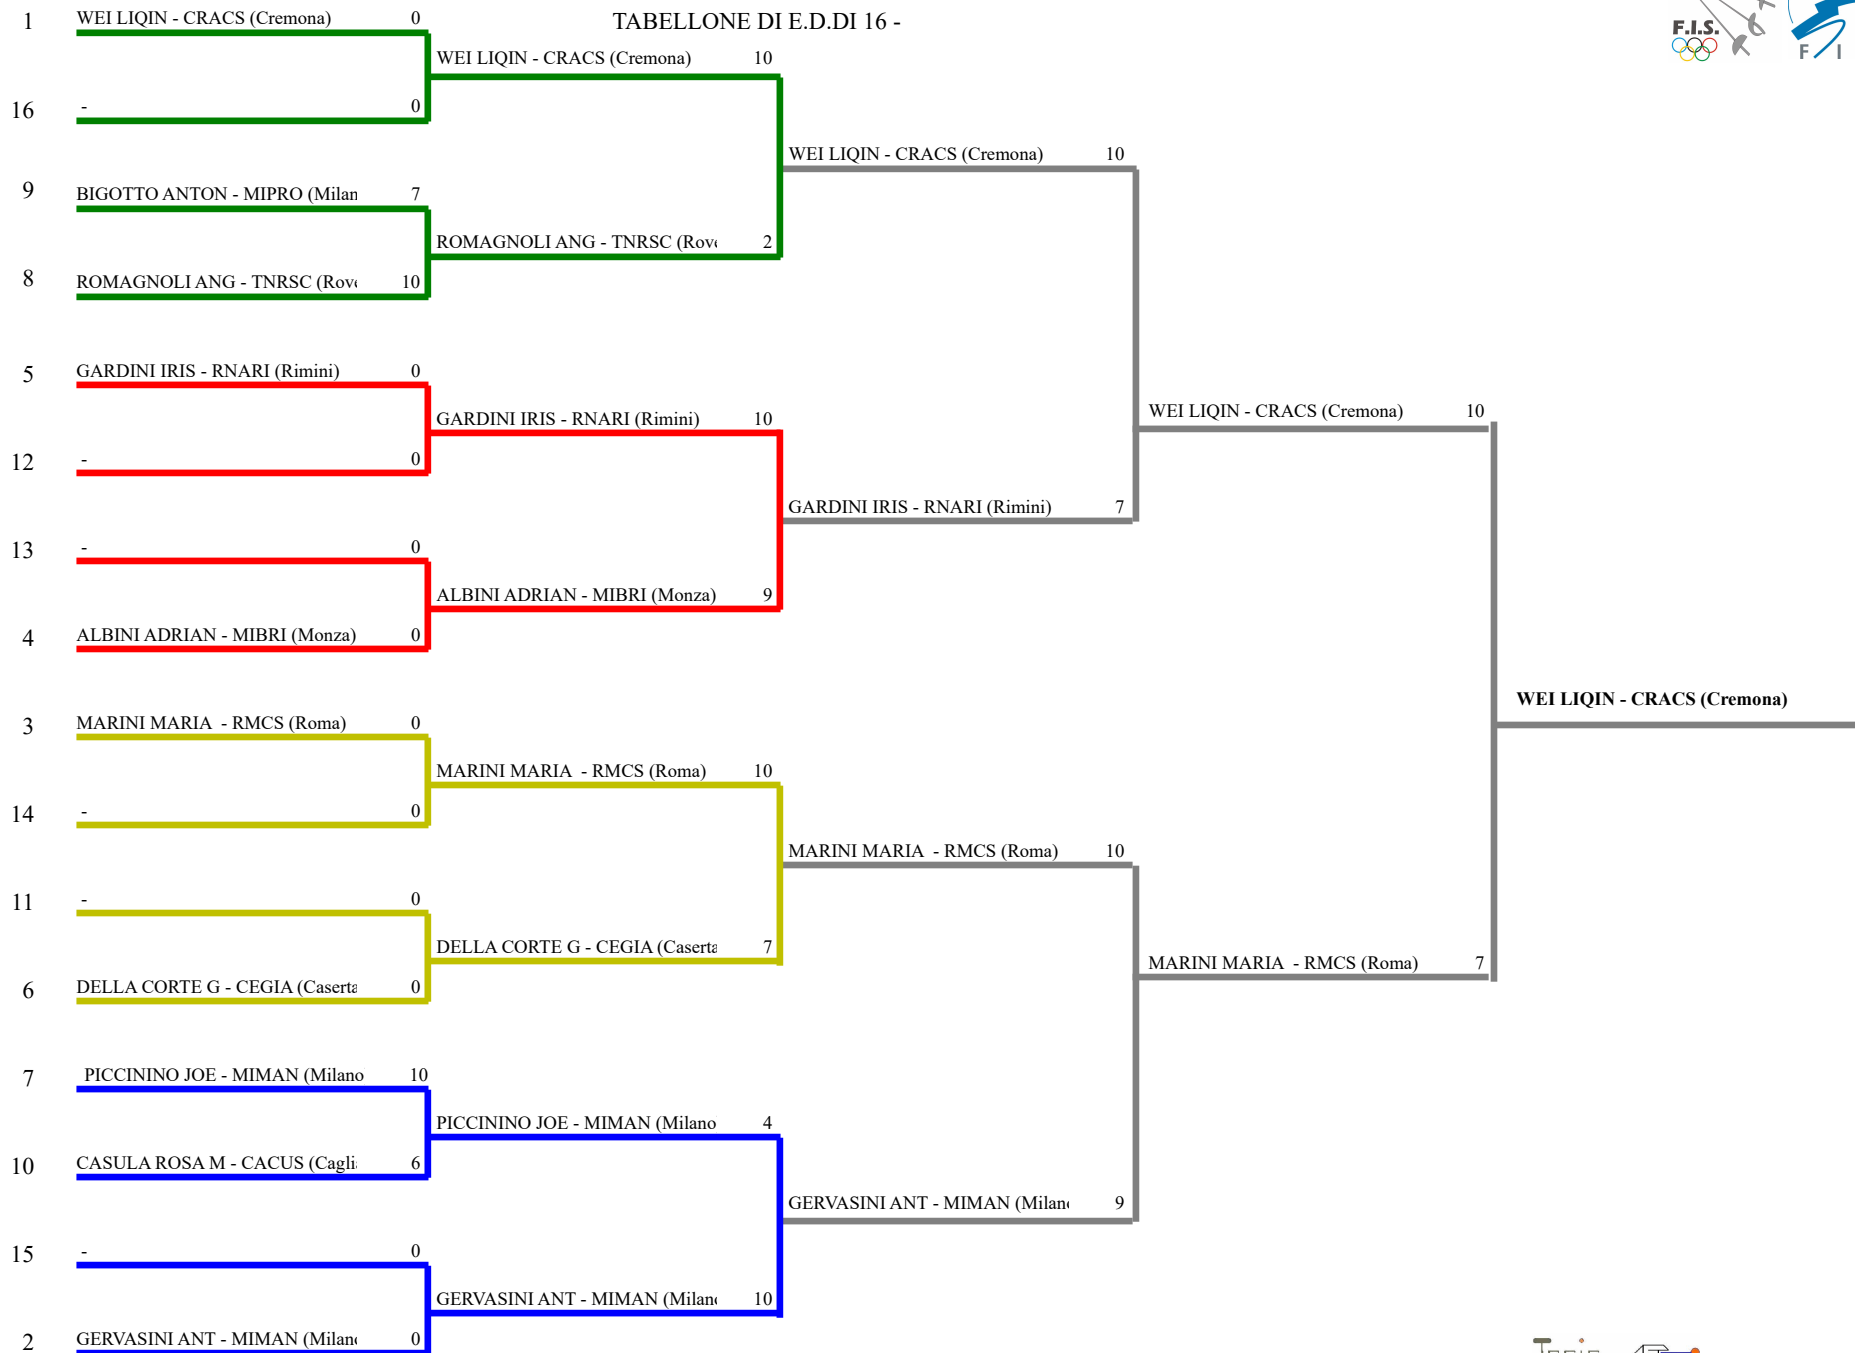 TABELLONE DI E.D.DI 16 -
F.I.S.
F I
1 WEI LIQIN - CRACS (Cremona) 0
WEI LIQIN - CRACS (Cremona) 10
16 - 0
WEI LIQIN - CRACS (Cremona) 10
9 BIGOTTO ANTON - MIPRO (Milan 7
ROMAGNOLI ANG - TNRSC (Rove 2
8 ROMAGNOLI ANG - TNRSC (Rove 10
5 GARDINI IRIS - RNARI (Rimini) 0
WEI LIQIN - CRACS (Cremona) 10
GARDINI IRIS - RNARI (Rimini) 10
12 - 0
GARDINI IRIS - RNARI (Rimini) 7
13 - 0
ALBINI ADRIAN - MIBRI (Monza) 9
4 ALBINI ADRIAN - MIBRI (Monza) 0
WEI LIQIN - CRACS (Cremona)
3 MARINI MARIA - RMCS (Roma) 0
MARINI MARIA - RMCS (Roma) 10
14 - 0
MARINI MARIA - RMCS (Roma) 10
11 - 0
DELLA CORTE G - CEGIA (Caserta 7
MARINI MARIA - RMCS (Roma) 7
6 DELLA CORTE G - CEGIA (Caserta 0
7 PICCININO JOE - MIMAN (Milano 10
PICCININO JOE - MIMAN (Milano 4
10 CASULA ROSA M - CACUS (Cagli 6
GERVASINI ANT - MIMAN (Milano 9
15 - 0
GERVASINI ANT - MIMAN (Milano 10
2 GERVASINI ANT - MIMAN (Milano 0